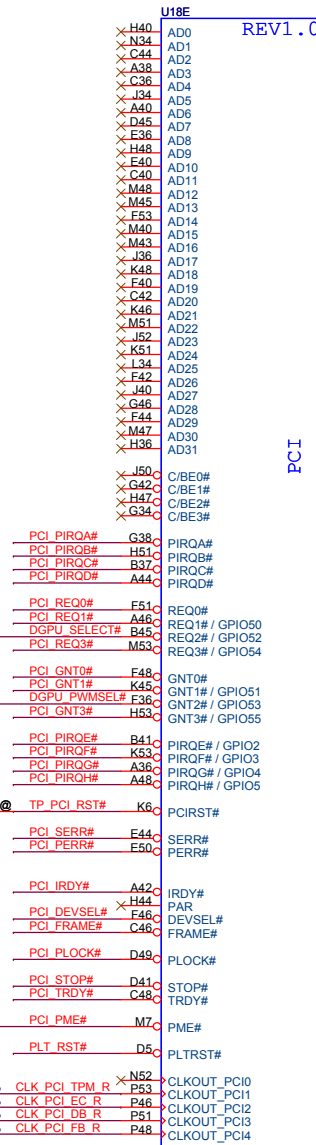 U18E
REV1.0
H40 AD0
N34 AD1
C44 AD2
A38 AD3
C36 AD4
J34 AD5
A40 AD6
D45 AD7
E36 AD8
H48 AD9
E40 AD10
C40 AD11
M48 AD12
M45 AD13
F53 AD14
M40 AD15
M43 AD16
J36 AD17
K48 AD18
F40 AD19
C42 AD20
K46 AD21
M51 AD22
J52 AD23
K51 AD24
L34 AD25
F42 AD26
J40 AD27
G46 AD28
F44 AD29
M47 AD30
H36 AD31
PCI
J50 C/BE0#
G42 C/BE1#
H47 C/BE2#
G34 C/BE3#
PCI_PIRQA# G38 PIRQA#
PCI_PIRQB# H51 PIRQB#
PCI_PIRQC# B37 PIRQC#
PCI_PIRQD# A44 PIRQD#
PCI_REQ0# F51 REQ0#
PCI_REQ1# A46 REQ1# / GPIO50
DGPU_SELECT# B45 REQ2# / GPIO52
PCI_REQ3# M53 REQ3# / GPIO54
PCI_GNT0# F48 GNT0#
PCI_GNT1# K45 GNT1# / GPIO51
DGPU_PWMSEL# F36 GNT2# / GPIO53
PCI_GNT3# H53 GNT3# / GPIO55
PCI_PIRQE# B41 PIRQE# / GPIO2
PCI_PIRQF# K53 PIRQF# / GPIO3
PCI_PIRQG# A36 PIRQG# / GPIO4
PCI_PIRQH# A48 PIRQH# / GPIO5
@ TP_PCI_RST# K6 PCIRST#
PCI_SERR# E44 SERR#
PCI_PERR# E50 PERR#
PCI_IRDY# A42 IRDY#
H44 PAR
PCI_DEVSEL# F46 DEVSEL#
PCI_FRAME# C46 FRAME#
PCI_PLOCK# D49 PLOCK#
PCI_STOP# D41 STOP#
PCI_TRDY# C48 TRDY#
PCI_PME# M7 PME#
PLT_RST# D5 PLTRST#
N52 CLKOUT_PCI0
CLK_PCI_TPM_R P53 CLKOUT_PCI1
CLK_PCI_EC_R P46 CLKOUT_PCI2
CLK_PCI_DB_R P51 CLKOUT_PCI3
CLK_PCI_FB_R P48 CLKOUT_PCI4